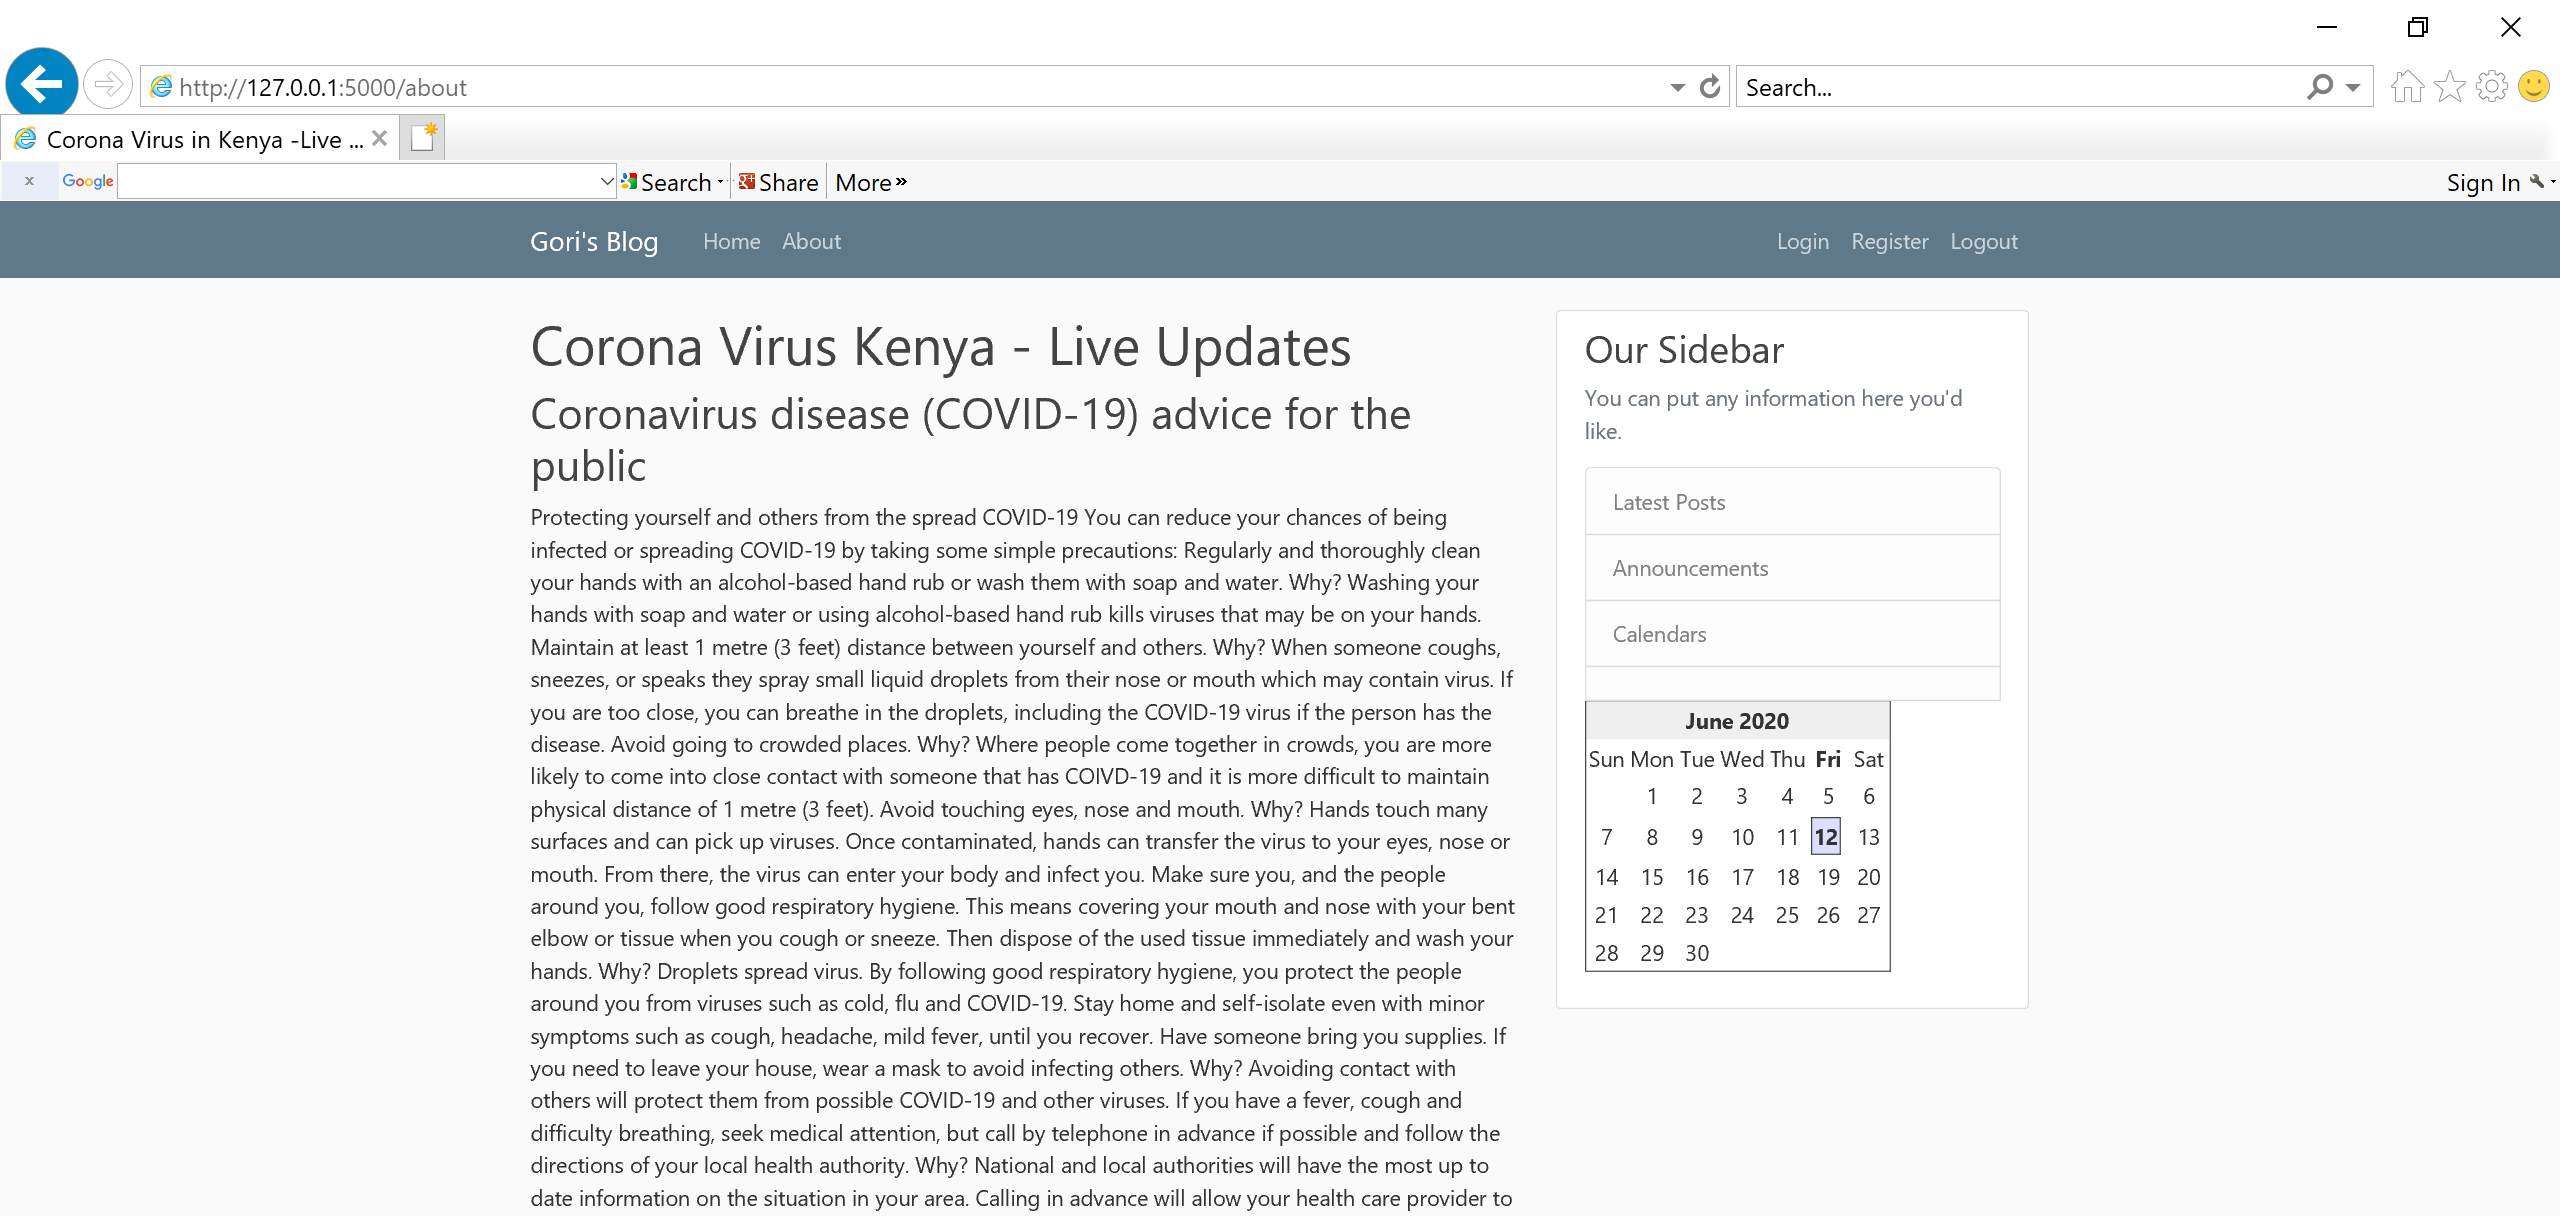 http://127.0.0.1:5000/about
Search...
Corona Virus in Kenya -Live ...
x Google Search Share More »
Sign In
Gori's Blog Home About Login Register Logout
Corona Virus Kenya - Live Updates
Coronavirus disease (COVID-19) advice for the
public
Protecting yourself and others from the spread COVID-19 You can reduce your chances of being
infected or spreading COVID-19 by taking some simple precautions: Regularly and thoroughly clean
your hands with an alcohol-based hand rub or wash them with soap and water. Why? Washing your
hands with soap and water or using alcohol-based hand rub kills viruses that may be on your hands.
Maintain at least 1 metre (3 feet) distance between yourself and others. Why? When someone coughs,
sneezes, or speaks they spray small liquid droplets from their nose or mouth which may contain virus. If
you are too close, you can breathe in the droplets, including the COVID-19 virus if the person has the
disease. Avoid going to crowded places. Why? Where people come together in crowds, you are more
likely to come into close contact with someone that has COIVD-19 and it is more difficult to maintain
physical distance of 1 metre (3 feet). Avoid touching eyes, nose and mouth. Why? Hands touch many
surfaces and can pick up viruses. Once contaminated, hands can transfer the virus to your eyes, nose or
mouth. From there, the virus can enter your body and infect you. Make sure you, and the people
around you, follow good respiratory hygiene. This means covering your mouth and nose with your bent
elbow or tissue when you cough or sneeze. Then dispose of the used tissue immediately and wash your
hands. Why? Droplets spread virus. By following good respiratory hygiene, you protect the people
around you from viruses such as cold, flu and COVID-19. Stay home and self-isolate even with minor
symptoms such as cough, headache, mild fever, until you recover. Have someone bring you supplies. If
you need to leave your house, wear a mask to avoid infecting others. Why? Avoiding contact with
others will protect them from possible COVID-19 and other viruses. If you have a fever, cough and
difficulty breathing, seek medical attention, but call by telephone in advance if possible and follow the
directions of your local health authority. Why? National and local authorities will have the most up to
date information on the situation in your area. Calling in advance will allow your health care provider to
Our Sidebar
You can put any information here you'd
like.
Latest Posts
Announcements
Calendars
June 2020
Sun Mon Tue Wed Thu Fri Sat
1 2 3 4 5 6
7 8 9 10 11 12 13
14 15 16 17 18 19 20
21 22 23 24 25 26 27
28 29 30